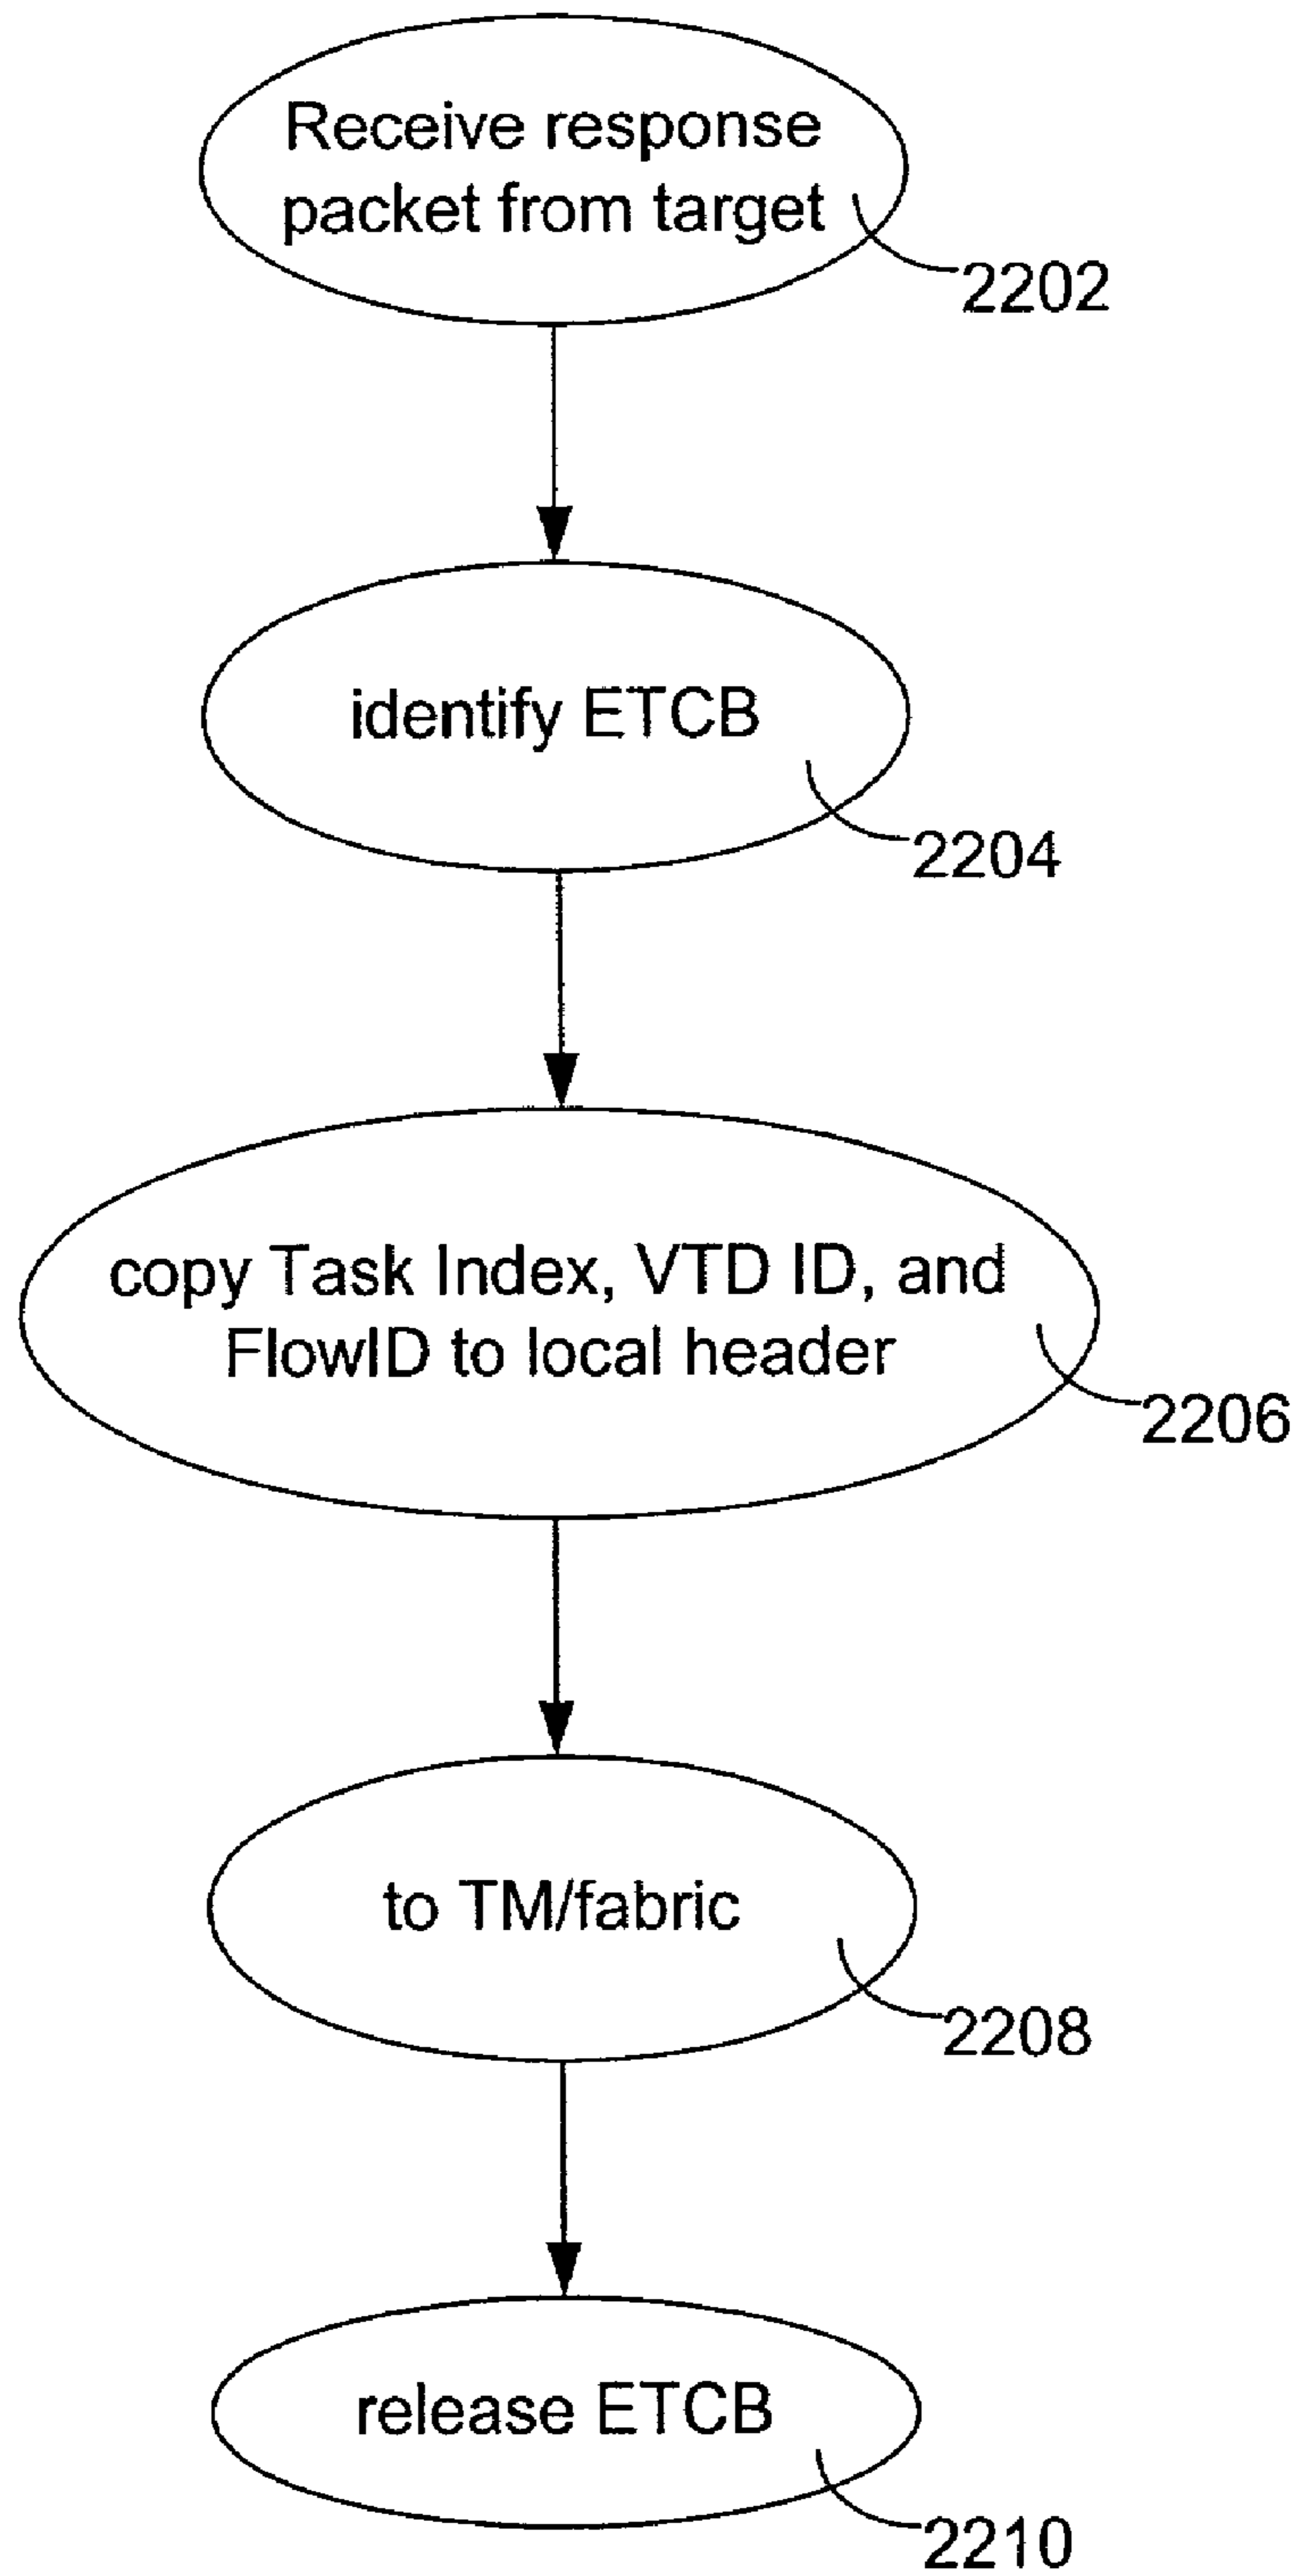 Receive response
packet from target
2202
identify ETCB
2204
copy Task Index, VTD ID, and
FlowID to local header
2206
to TM/fabric
2208
release ETCB
2210